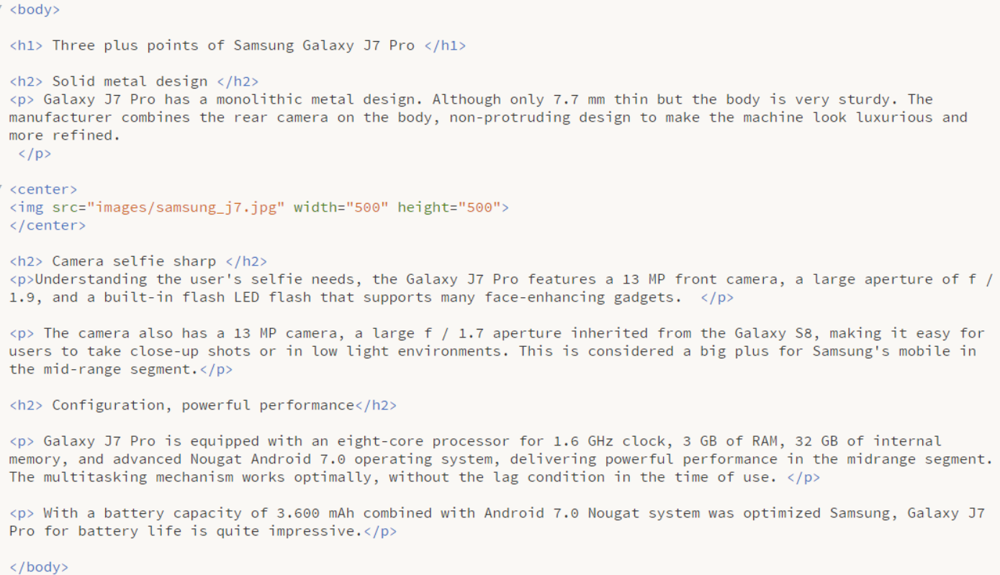 <body>
<h1> Three plus points of Samsung Galaxy J7 Pro </h1>
<h2> Solid metal design </h2>
<p> Galaxy J7 Pro has a monolithic metal design. Although only 7.7 mm thin but the body is very sturdy. The
manufacturer combines the rear camera on the body, non-protruding design to make the machine look luxurious and
more refined.
</p>
<center>
<img src="images/samsung_j7.jpg" width="500" height="500">
</center>
<h2> Camera selfie sharp </h2>
<p>Understanding the user's selfie needs, the Galaxy J7 Pro features a 13 MP front camera, a large aperture of f /
1.9, and a built-in flash LED flash that supports many face-enhancing gadgets.  </p>
<p> The camera also has a 13 MP camera, a large f / 1.7 aperture inherited from the Galaxy S8, making it easy for
users to take close-up shots or in low light environments. This is considered a big plus for Samsung's mobile in
the mid-range segment.</p>
<h2> Configuration, powerful performance</h2>
<p> Galaxy J7 Pro is equipped with an eight-core processor for 1.6 GHz clock, 3 GB of RAM, 32 GB of internal
memory, and advanced Nougat Android 7.0 operating system, delivering powerful performance in the midrange segment.
The multitasking mechanism works optimally, without the lag condition in the time of use. </p>
<p> With a battery capacity of 3.600 mAh combined with Android 7.0 Nougat system was optimized Samsung, Galaxy J7
Pro for battery life is quite impressive.</p>
</body>